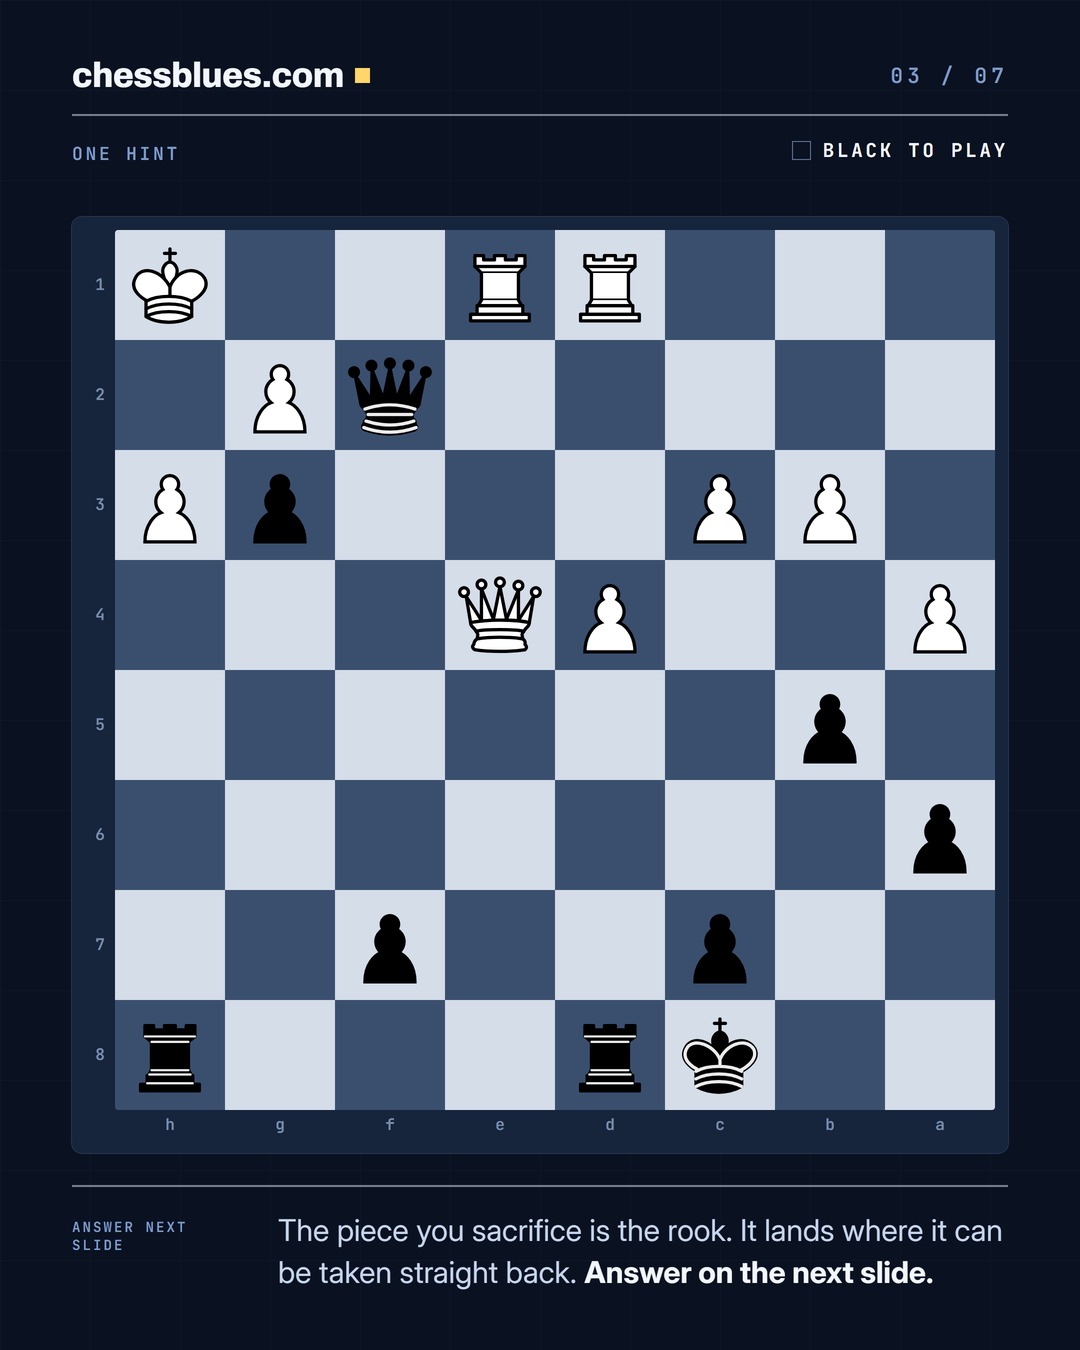 chessblues.com
03 / 07
ONE HINT
BLACK TO PLAY
1
2
3
4
5
6
7
8
h g f e d c b a
ANSWER NEXT
SLIDE
The piece you sacrifice is the rook. It lands where it can
be taken straight back. Answer on the next slide.